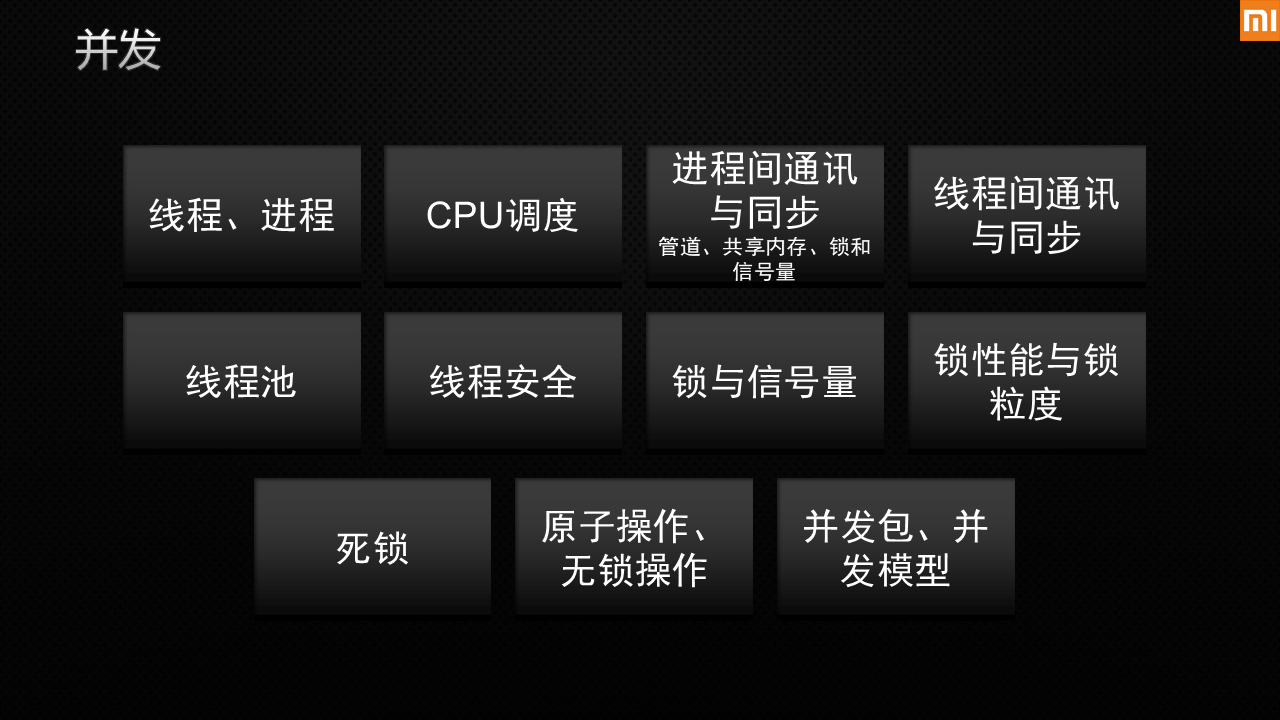 并发
mi
线程、进程
CPU调度
进程间通讯
与同步
管道、共享内存、锁和
信号量
线程间通讯
与同步
线程池
线程安全
锁与信号量
锁性能与锁
粒度
死锁
原子操作、
无锁操作
并发包、并
发模型